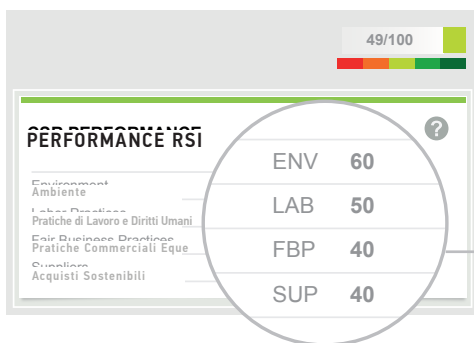 49/100
PERFORMANCE RSI
?
ENV 60
Environment
Ambiente
LAB 50
Labor Practices
Pratiche di Lavoro e Diritti Umani
Fair Business Practices
Pratiche Commerciali Eque
FBP 40
Suppliers
Acquisti Sostenibili
SUP 40